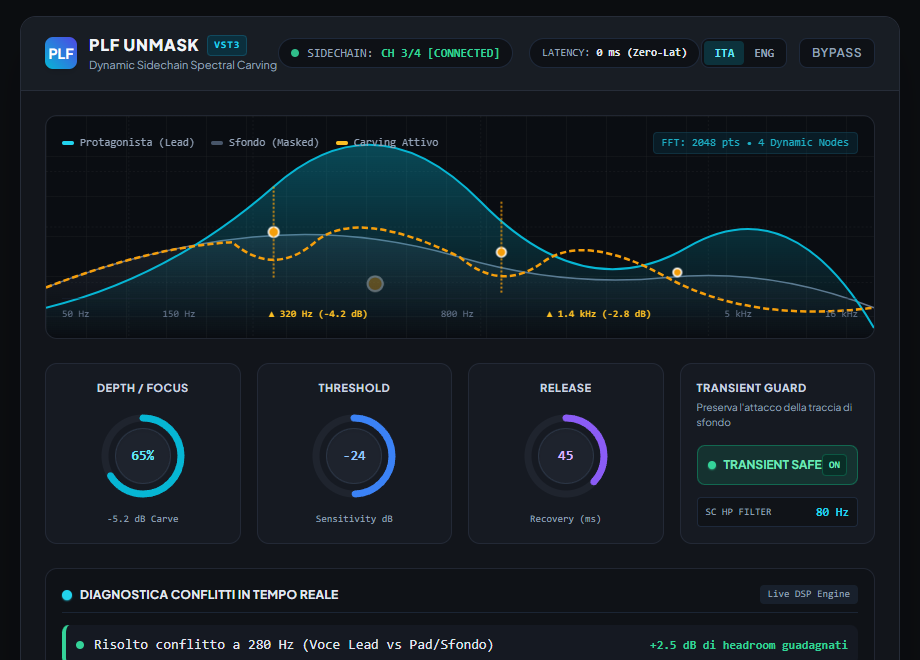 PLF
PLF UNMASK VST3
Dynamic Sidechain Spectral Carving
SIDECHAIN: CH 3/4 [CONNECTED]
LATENCY: 0 ms (Zero-Lat)
ITA ENG
BYPASS
Protagonista (Lead) Sfondo (Masked) Carving Attivo
FFT: 2048 pts • 4 Dynamic Nodes
50 Hz 150 Hz ▲ 320 Hz (-4.2 dB) 800 Hz ▲ 1.4 kHz (-2.8 dB) 5 kHz 16 kHz
DEPTH / FOCUS
65%
-5.2 dB Carve
THRESHOLD
-24
Sensitivity dB
RELEASE
45
Recovery (ms)
TRANSIENT GUARD
Preserva l'attacco della traccia di
sfondo
TRANSIENT SAFE ON
SC HP FILTER 80 Hz
DIAGNOSTICA CONFLITTI IN TEMPO REALE
Live DSP Engine
Risolto conflitto a 280 Hz (Voce Lead vs Pad/Sfondo)
+2.5 dB di headroom guadagnati